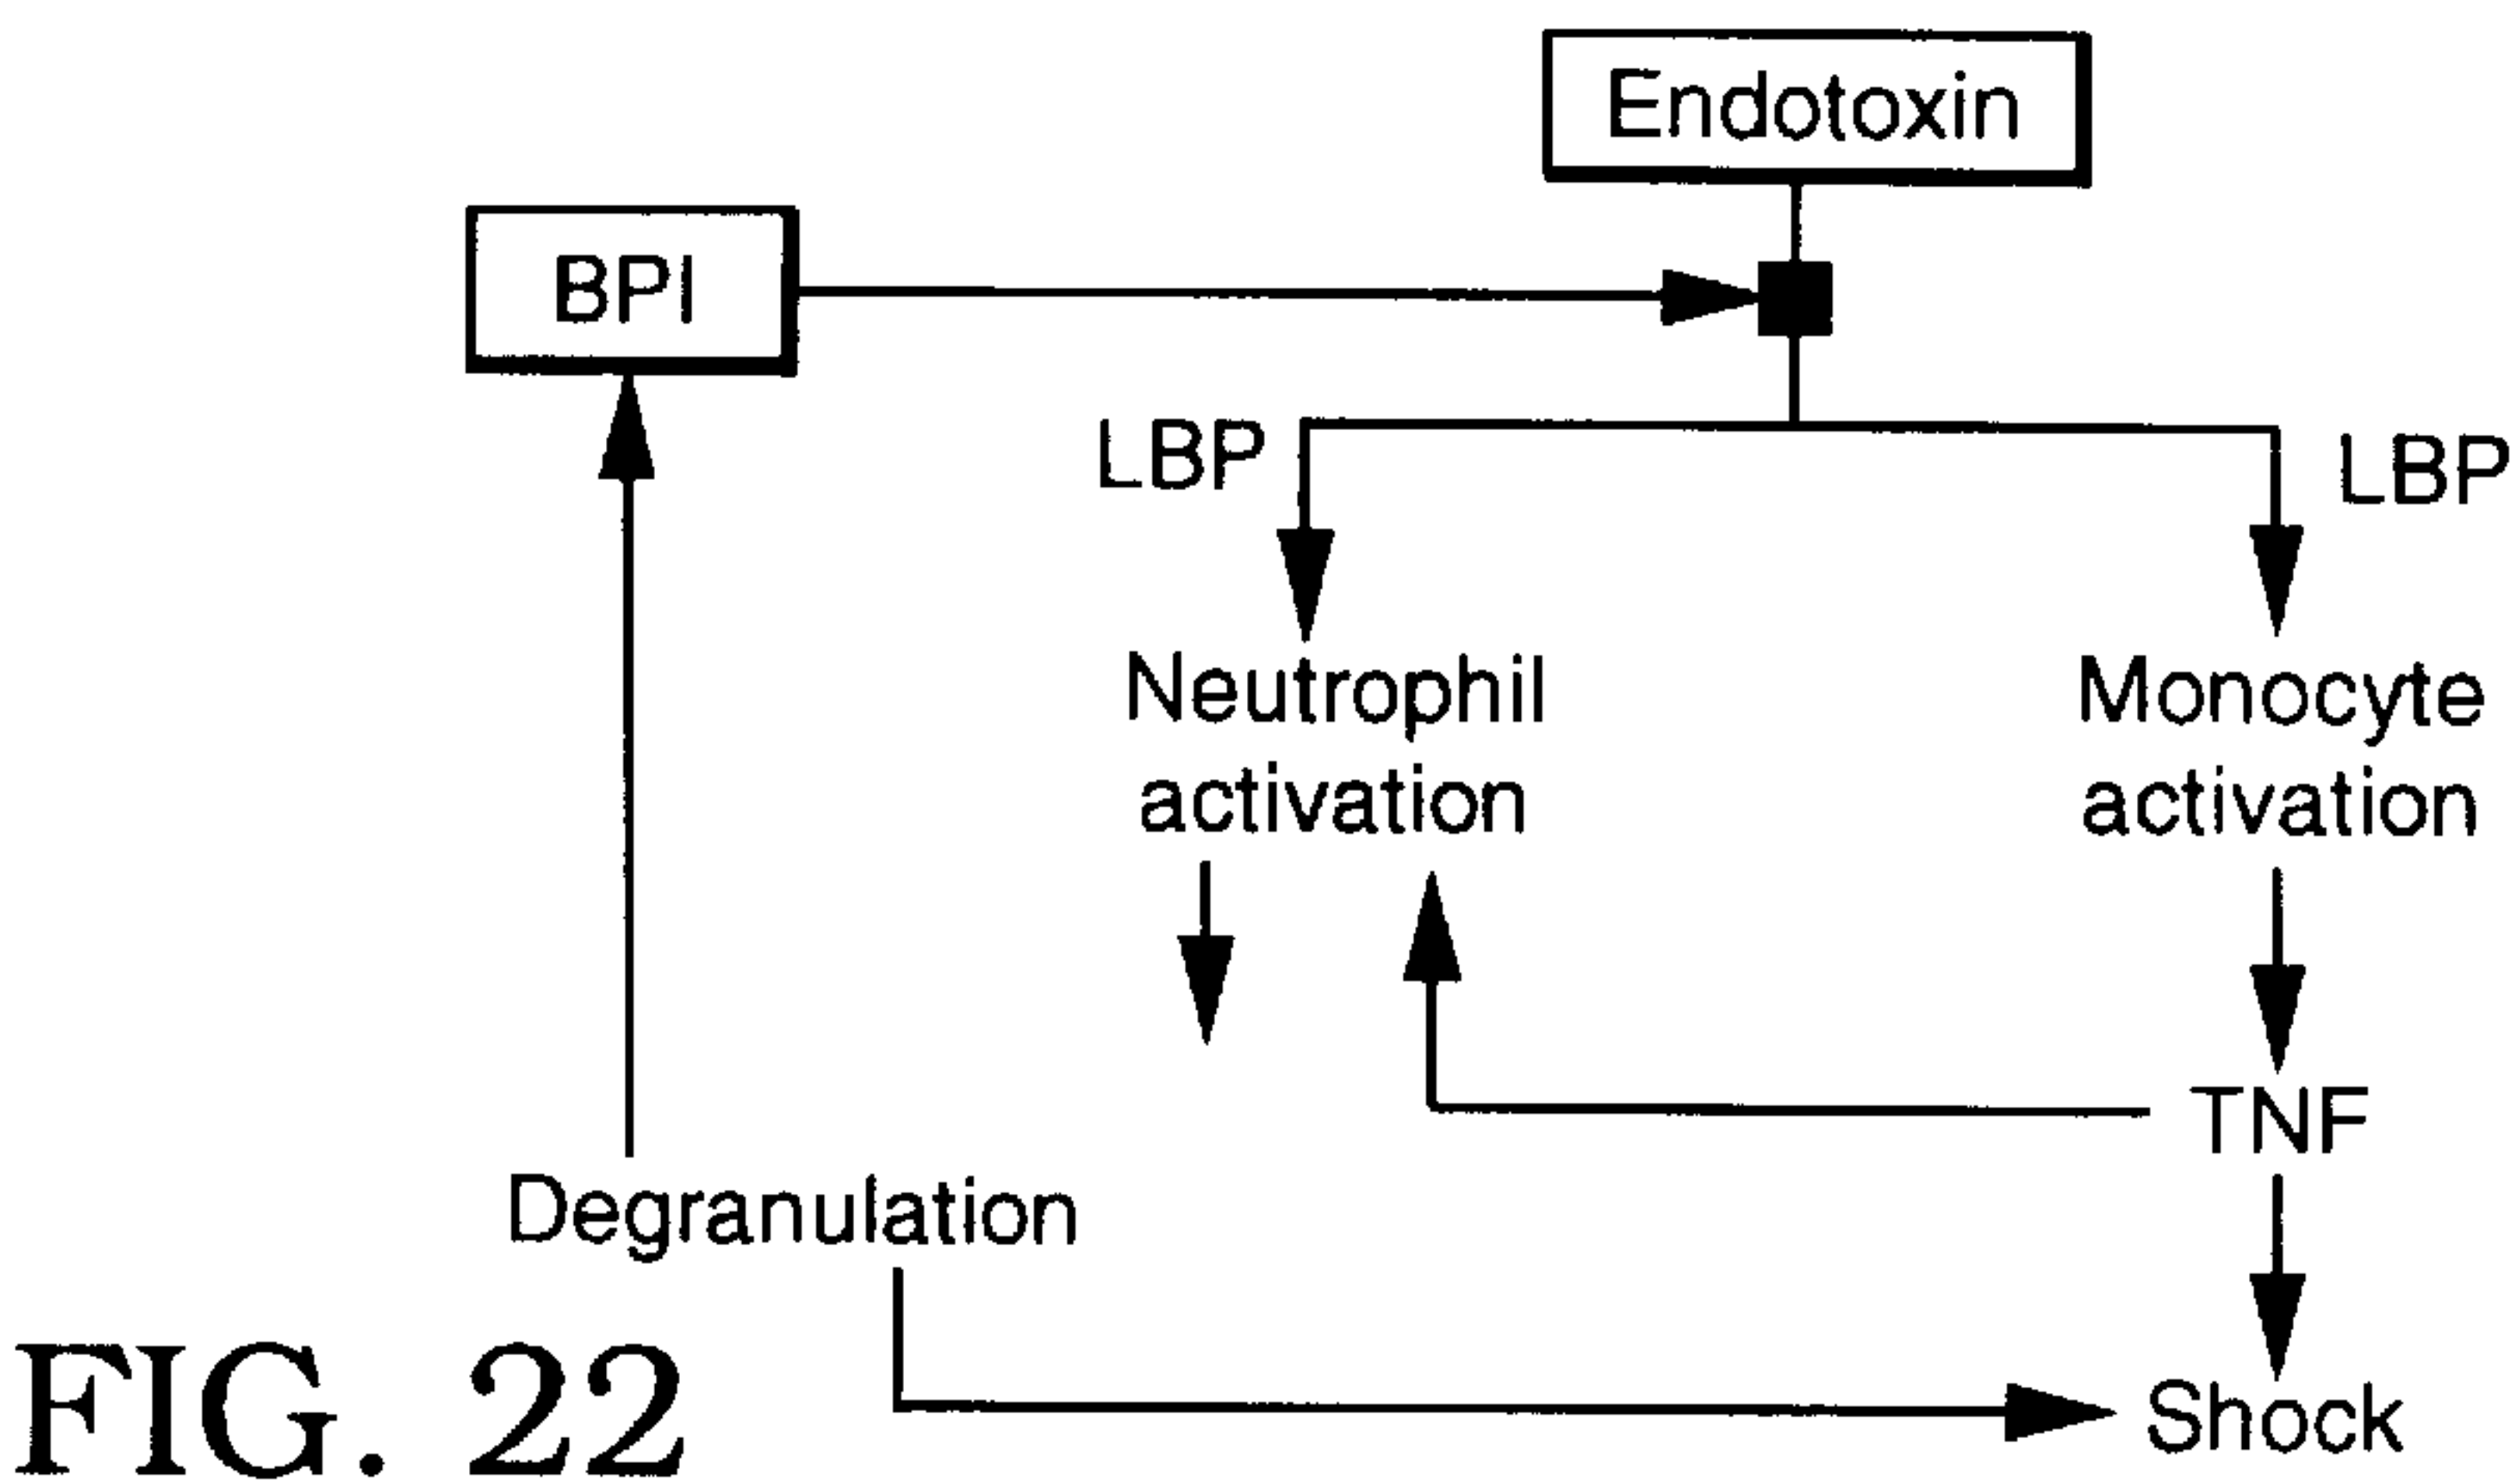 Endotoxin
BPI
LBP
LBP
Neutrophil
activation
Monocyte
activation
TNF
Degranulation
Shock
FIG. 22